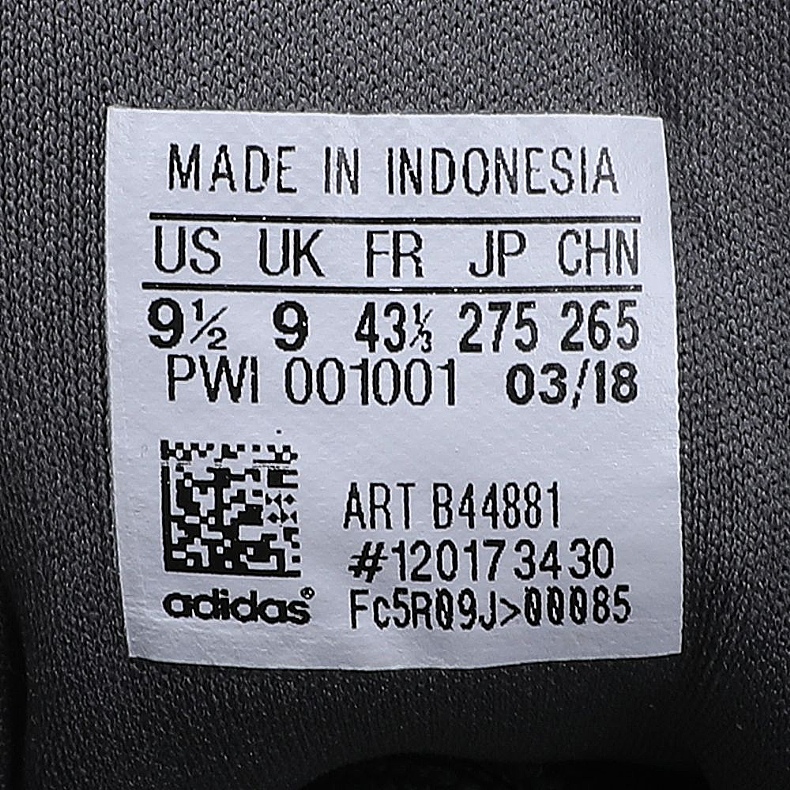 MADE IN INDONESIA
US UK FR JP CHN
9½ 9 43⅓ 275 265
PWI 001001 03/18
ART B44881
#120173430
adidas® Fc5R09J>00085